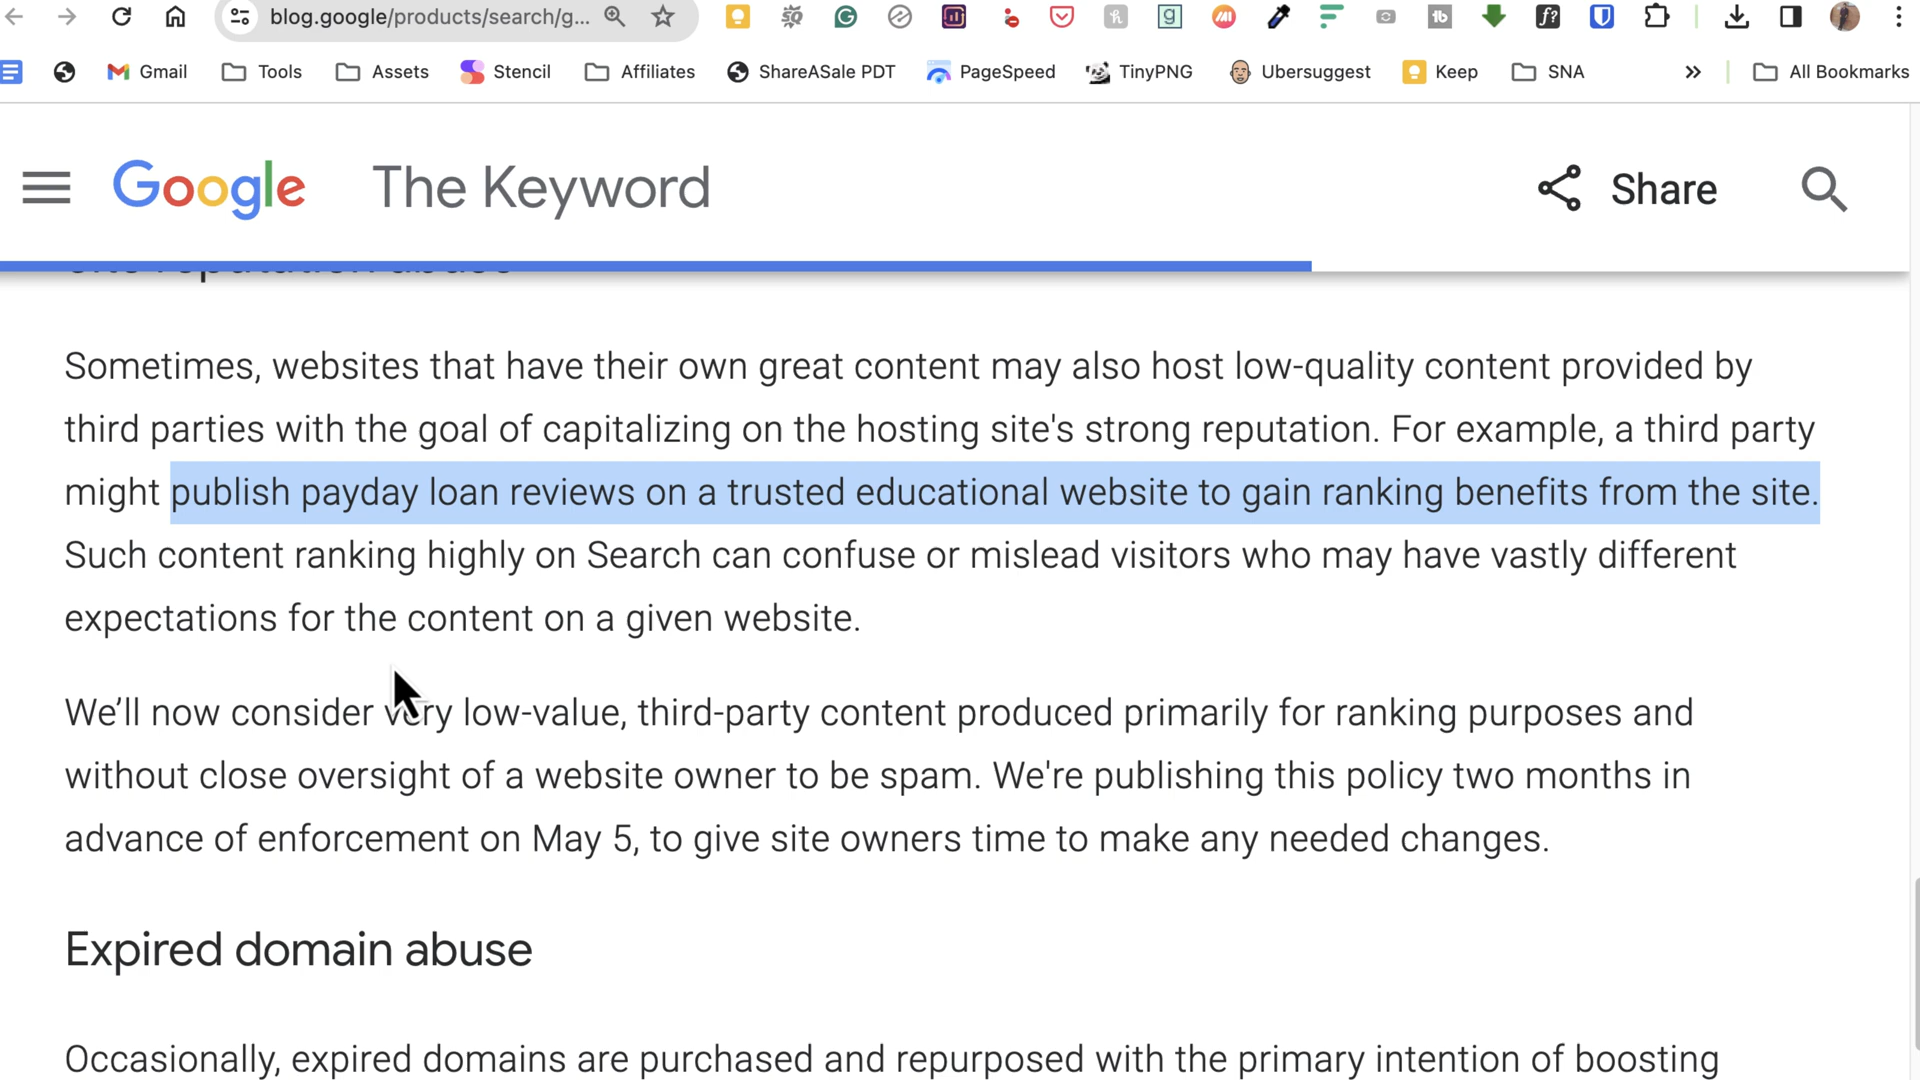 blog.google/products/search/g...
Gmail
Tools
Assets
Stencil
Affiliates
ShareASale PDT
PageSpeed
TinyPNG
Ubersuggest
Keep
SNA
All Bookmarks
Google The Keyword
Share
Site reputation abuse
Sometimes, websites that have their own great content may also host low-quality content provided by
third parties with the goal of capitalizing on the hosting site's strong reputation. For example, a third party
might publish payday loan reviews on a trusted educational website to gain ranking benefits from the site.
Such content ranking highly on Search can confuse or mislead visitors who may have vastly different
expectations for the content on a given website.
We’ll now consider very low-value, third-party content produced primarily for ranking purposes and
without close oversight of a website owner to be spam. We're publishing this policy two months in
advance of enforcement on May 5, to give site owners time to make any needed changes.
Expired domain abuse
Occasionally, expired domains are purchased and repurposed with the primary intention of boosting